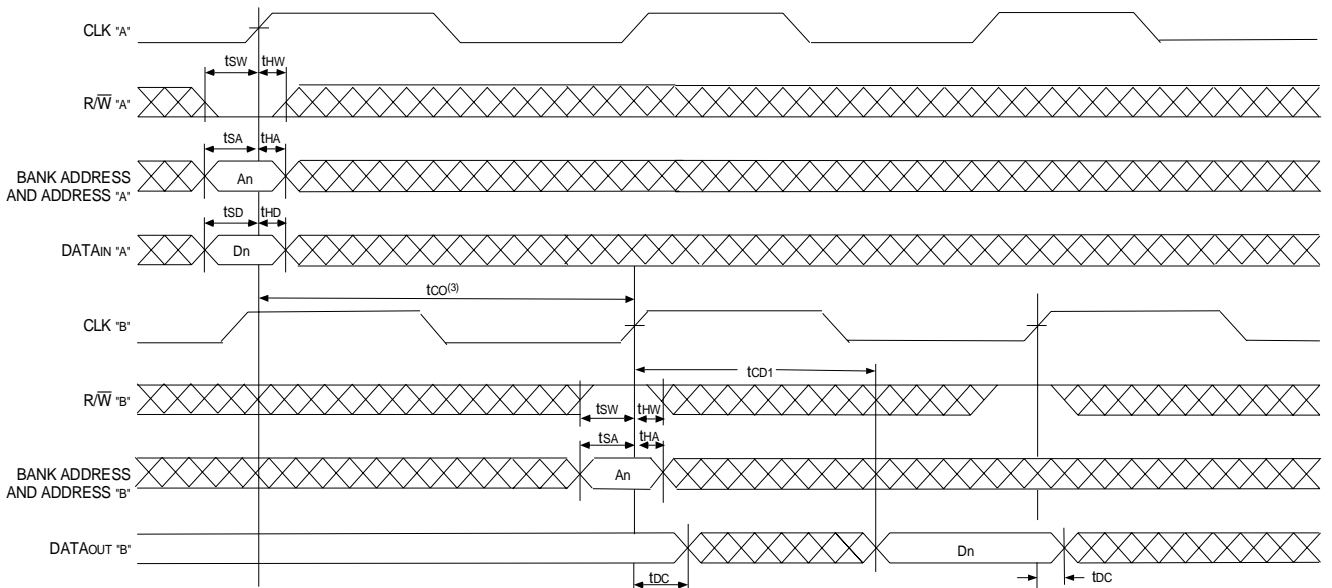 CLK "A"
tSW tHW
R/W̅ "A"
tSA tHA
BANK ADDRESS
AND ADDRESS "A"
An
tSD tHD
DATAIN "A"
Dn
tCO(3)
CLK "B"
tCD1
R/W̅ "B"
tSW tHW
tSA tHA
BANK ADDRESS
AND ADDRESS "B"
An
DATAOUT "B"
Dn
tDC
tDC